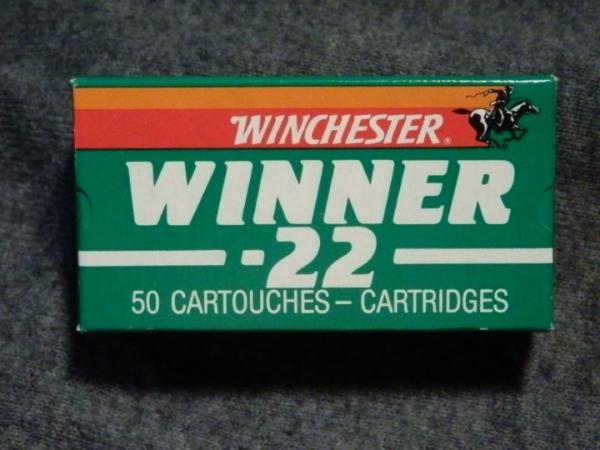 WINCHESTER®
WINNER
.22
50 CARTOUCHES – CARTRIDGES